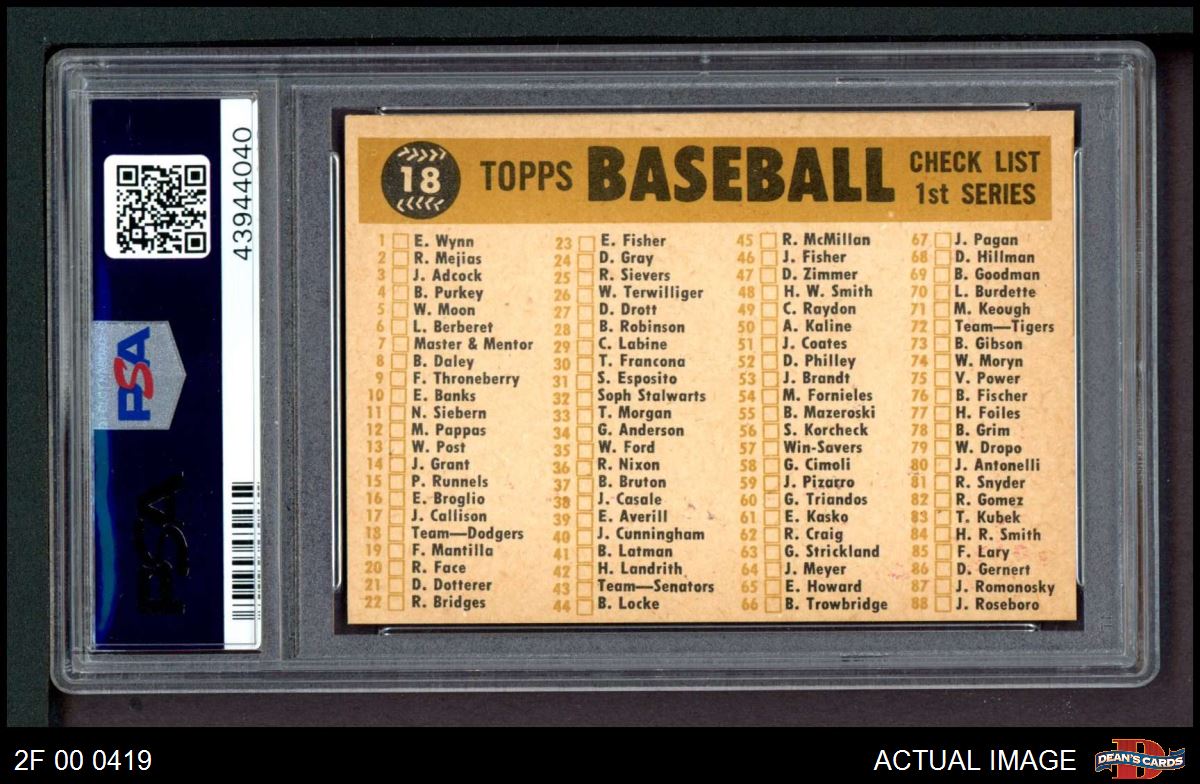 43944040
PSA
PSA
18 TOPPS BASEBALL CHECK LIST
1st SERIES
1 E. Wynn
2 R. Mejias
3 J. Adcock
4 B. Purkey
5 W. Moon
6 L. Berberet
7 Master & Mentor
8 B. Daley
9 F. Throneberry
10 E. Banks
11 N. Siebern
12 M. Pappas
13 W. Post
14 J. Grant
15 P. Runnels
16 E. Broglio
17 J. Callison
18 Team—Dodgers
19 F. Mantilla
20 R. Face
21 D. Dotterer
22 R. Bridges
23 E. Fisher
24 D. Gray
25 R. Sievers
26 W. Terwilliger
27 D. Drott
28 B. Robinson
29 C. Labine
30 T. Francona
31 S. Esposito
32 Soph Stalwarts
33 T. Morgan
34 G. Anderson
35 W. Ford
36 R. Nixon
37 B. Bruton
38 J. Casale
39 E. Averill
40 J. Cunningham
41 B. Latman
42 H. Landrith
43 Team—Senators
44 B. Locke
45 R. McMillan
46 J. Fisher
47 D. Zimmer
48 H. W. Smith
49 C. Raydon
50 A. Kaline
51 J. Coates
52 D. Philley
53 J. Brandt
54 M. Fornieles
55 B. Mazeroski
56 S. Korcheck
57 Win-Savers
58 G. Cimoli
59 J. Pizarro
60 G. Triandos
61 E. Kasko
62 R. Craig
63 G. Strickland
64 J. Meyer
65 E. Howard
66 B. Trowbridge
67 J. Pagan
68 D. Hillman
69 B. Goodman
70 L. Burdette
71 M. Keough
72 Team—Tigers
73 B. Gibson
74 W. Moryn
75 V. Power
76 B. Fischer
77 H. Foiles
78 B. Grim
79 W. Dropo
80 J. Antonelli
81 R. Snyder
82 R. Gomez
83 T. Kubek
84 H. R. Smith
85 F. Lary
86 D. Gernert
87 J. Romonosky
88 J. Roseboro
2F 00 0419
ACTUAL IMAGE
D
DEAN'S CARDS